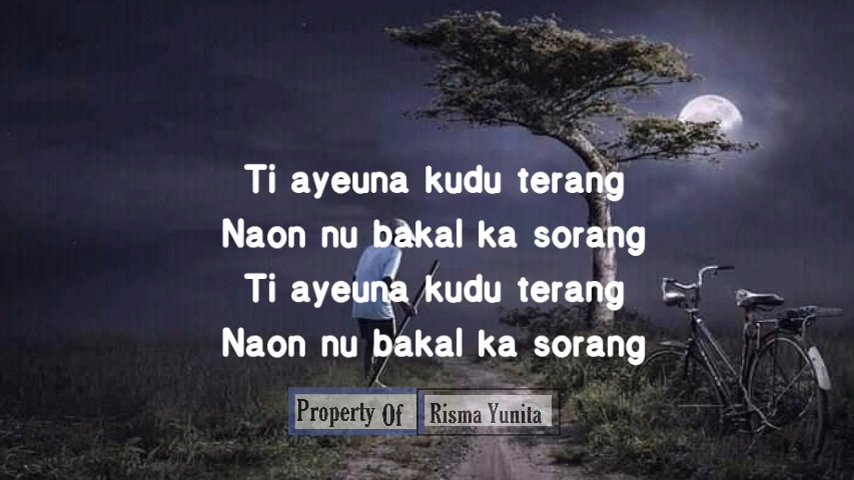 Ti ayeuna kudu terang
Naon nu bakal ka sorang
Ti ayeuna kudu terang
Naon nu bakal ka sorang
Property Of Risma Yunita